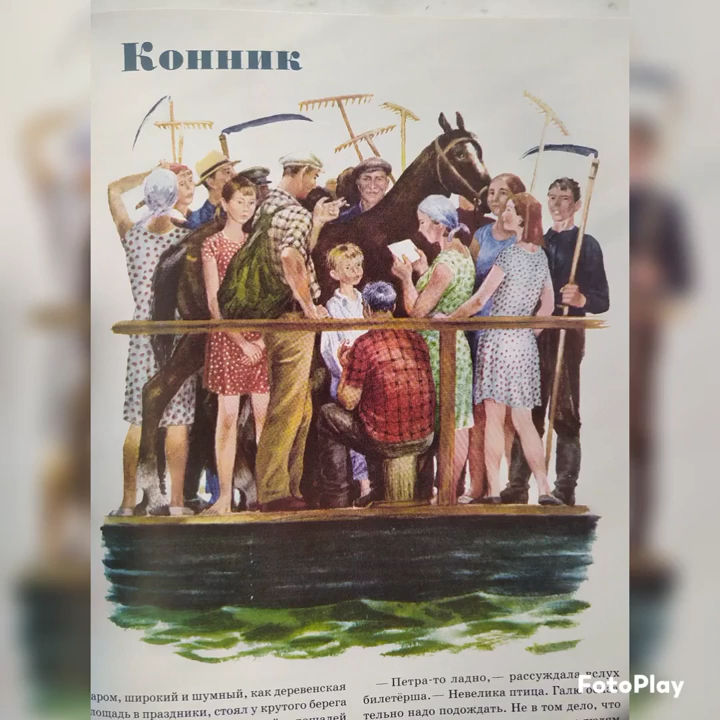 Конник
аром, широкий и шумный, как деревенская
лощадь в праздники, стоял у крутого берега
лошадей
— Петра-то ладно, — рассуждала вслух
билетёрша. — Невелика птица.
тельно надо подождать. Не в том дело, что
FotoPlay